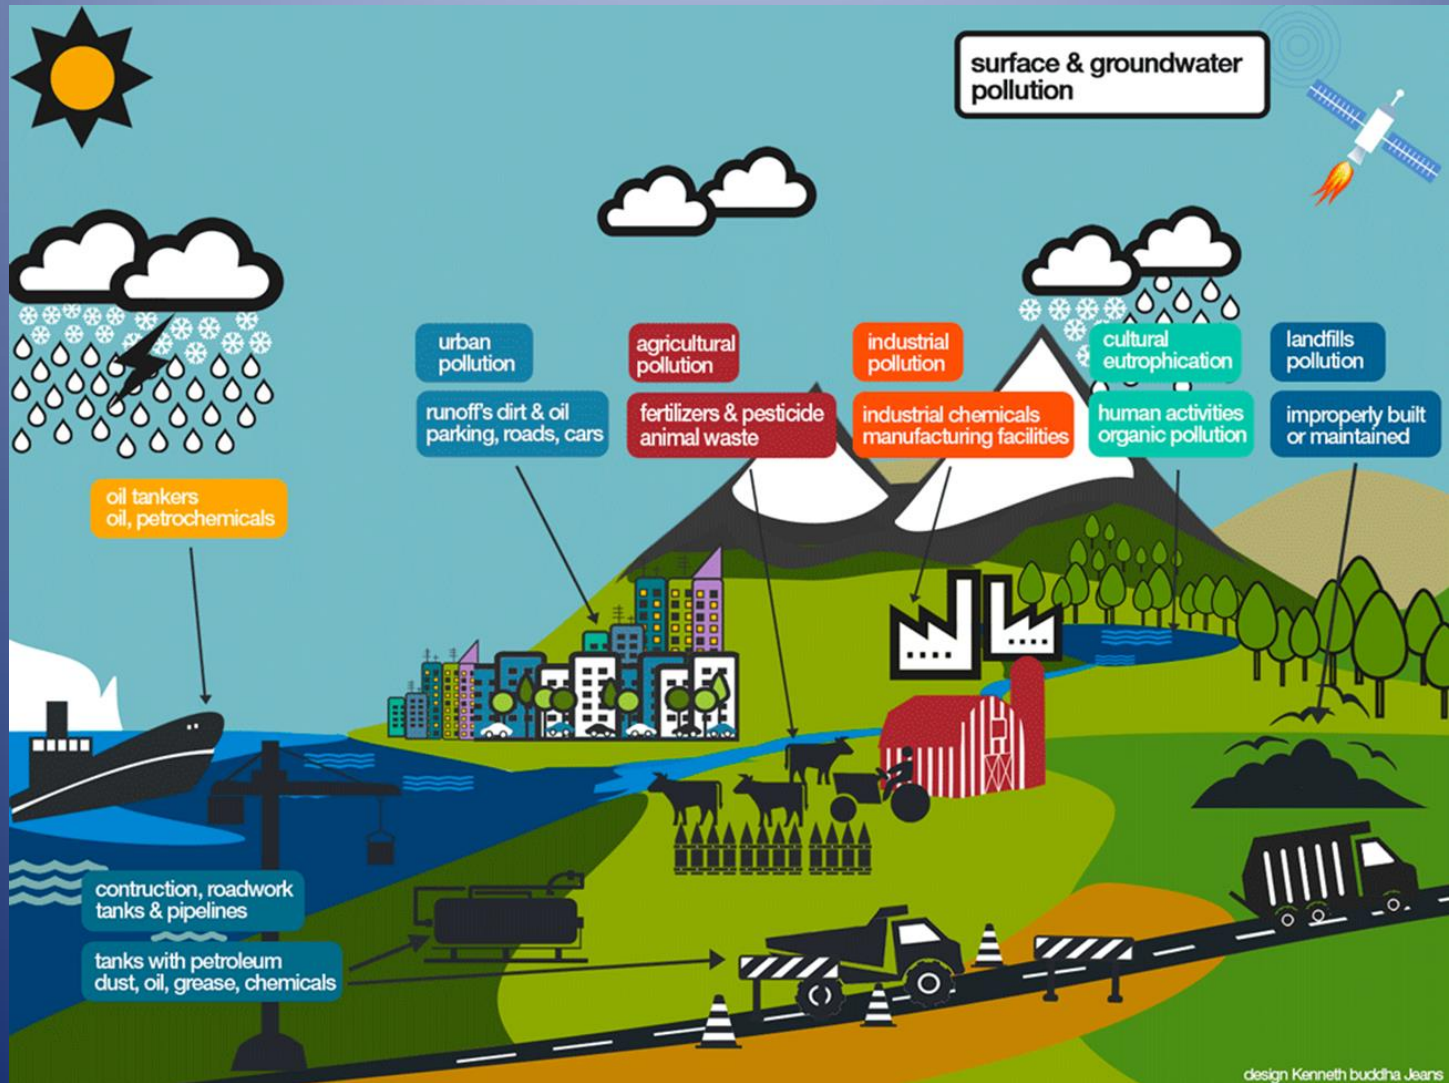 surface & groundwater
pollution
urban
pollution
runoff's dirt & oil
parking, roads, cars
agricultural
pollution
fertilizers & pesticide
animal waste
industrial
pollution
industrial chemicals
manufacturing facilities
cultural
eutrophication
human activities
organic pollution
landfills
pollution
improperly built
or maintained
oil tankers
oil, petrochemicals
contruction, roadwork
tanks & pipelines
tanks with petroleum
dust, oil, grease, chemicals
design Kenneth buddha Jeans